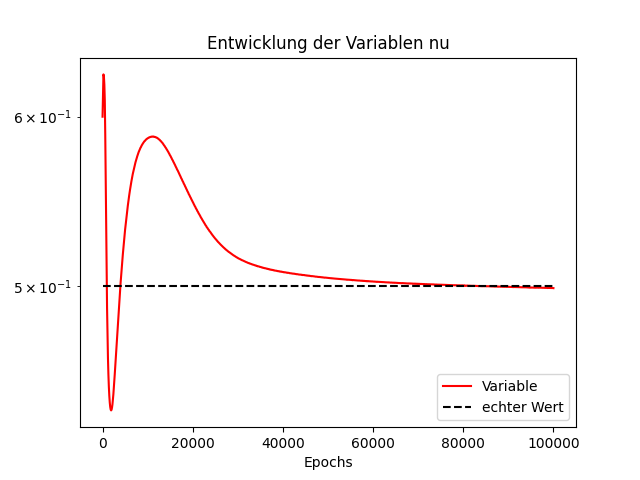 Entwicklung der Variablen nu
6 × 10⁻¹
5 × 10⁻¹
Variable
echter Wert
0 20000 40000 60000 80000 100000
Epochs